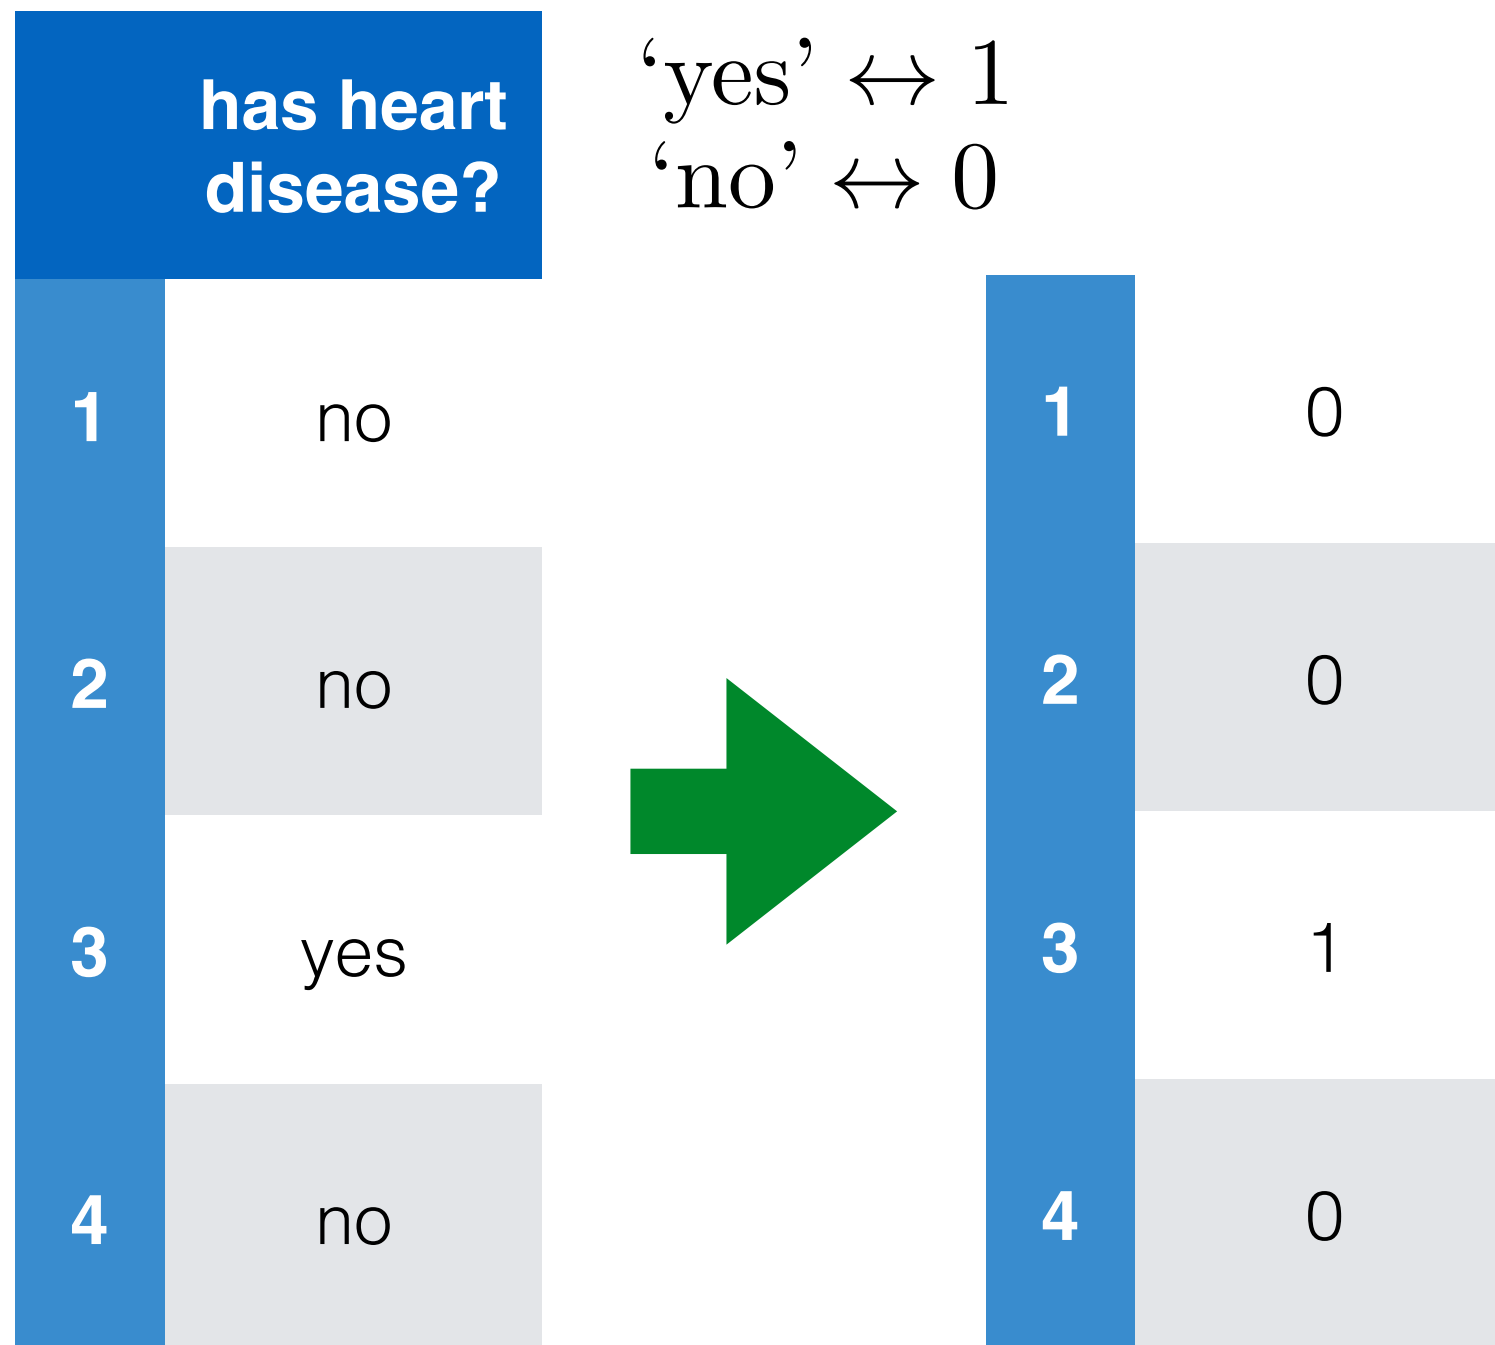 has heart
disease?
‘yes’ ↔ 1
‘no’ ↔ 0
1 no
2 no
3 yes
4 no
1 0
2 0
3 1
4 0